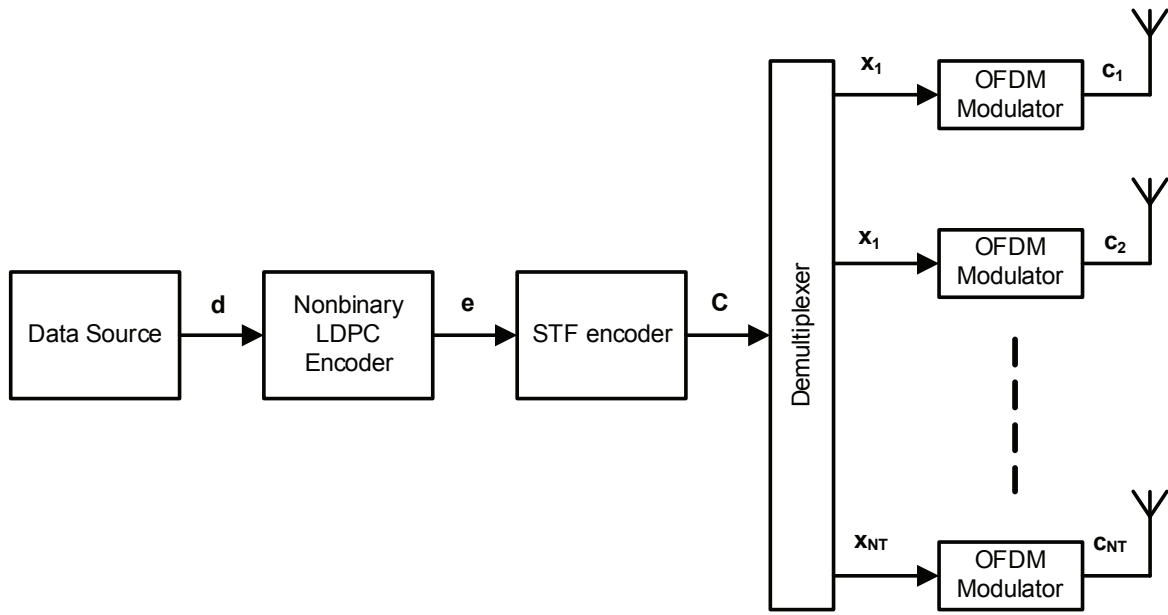 x1
OFDM
Modulator
c1
x1
OFDM
Modulator
c2
Data Source
d
Nonbinary
LDPC
Encoder
e
STF encoder
C
Demultiplexer
xNT
OFDM
Modulator
cNT